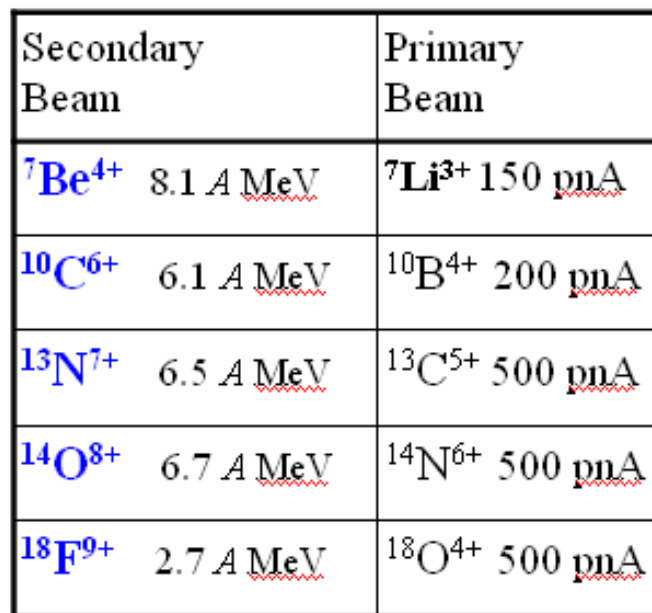 Secondary Beam
Primary Beam
⁷Be⁴⁺ 8.1 A MeV
⁷Li³⁺ 150 pnA
¹⁰C⁶⁺ 6.1 A MeV
¹⁰B⁴⁺ 200 pnA
¹³N⁷⁺ 6.5 A MeV
¹³C⁵⁺ 500 pnA
¹⁴O⁸⁺ 6.7 A MeV
¹⁴N⁶⁺ 500 pnA
¹⁸F⁹⁺ 2.7 A MeV
¹⁸O⁴⁺ 500 pnA